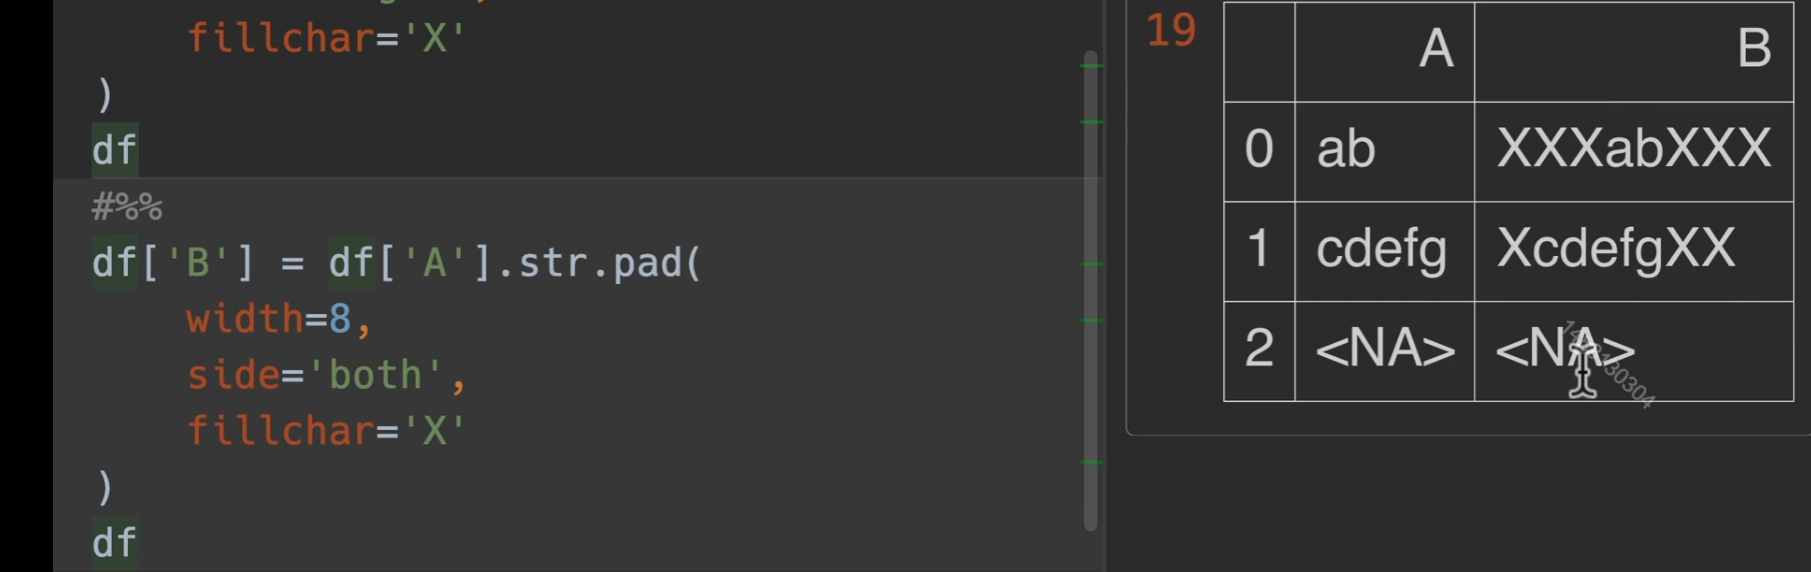 fillchar='X'
)
df
#%%
df['B'] = df['A'].str.pad(
width=8,
side='both',
fillchar='X'
)
df
19
A B
0 ab XXXabXXX
1 cdefg XcdefgXX
2 <NA> <NA>